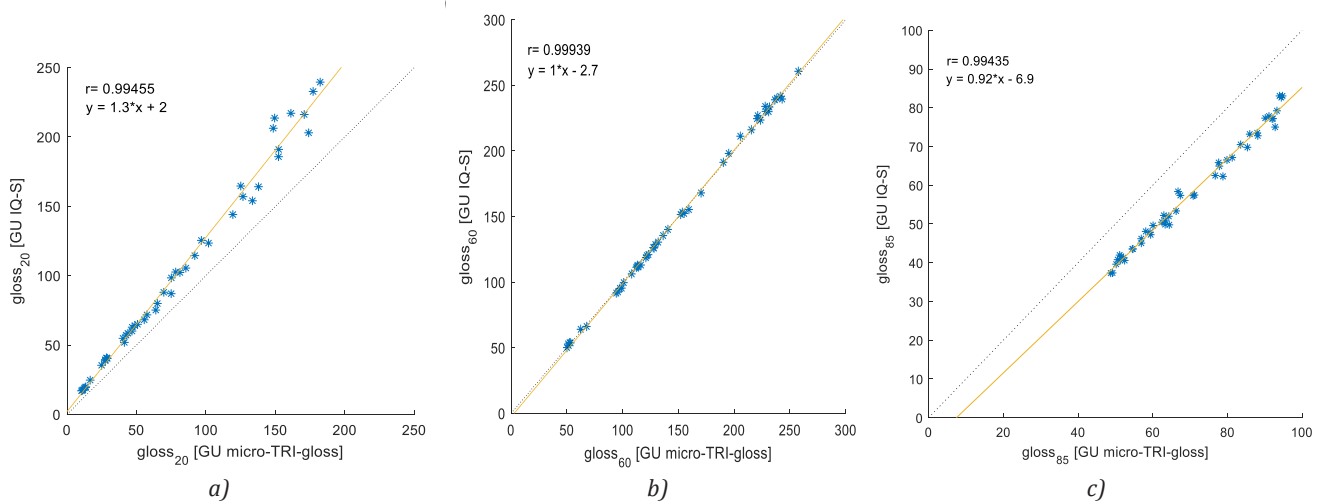 r= 0.99455
y = 1.3*x + 2
250
200
150
100
50
0
gloss20 [GU IQ-S]
0 50 100 150 200 250
gloss20 [GU micro-TRI-gloss]
a)
r= 0.99939
y = 1*x - 2.7
300
250
200
150
100
50
0
gloss60 [GU IQ-S]
0 50 100 150 200 250 300
gloss60 [GU micro-TRI-gloss]
b)
r= 0.99435
y = 0.92*x - 6.9
100
90
80
70
60
50
40
30
20
10
0
gloss85 [GU IQ-S]
0 20 40 60 80 100
gloss85 [GU micro-TRI-gloss]
c)